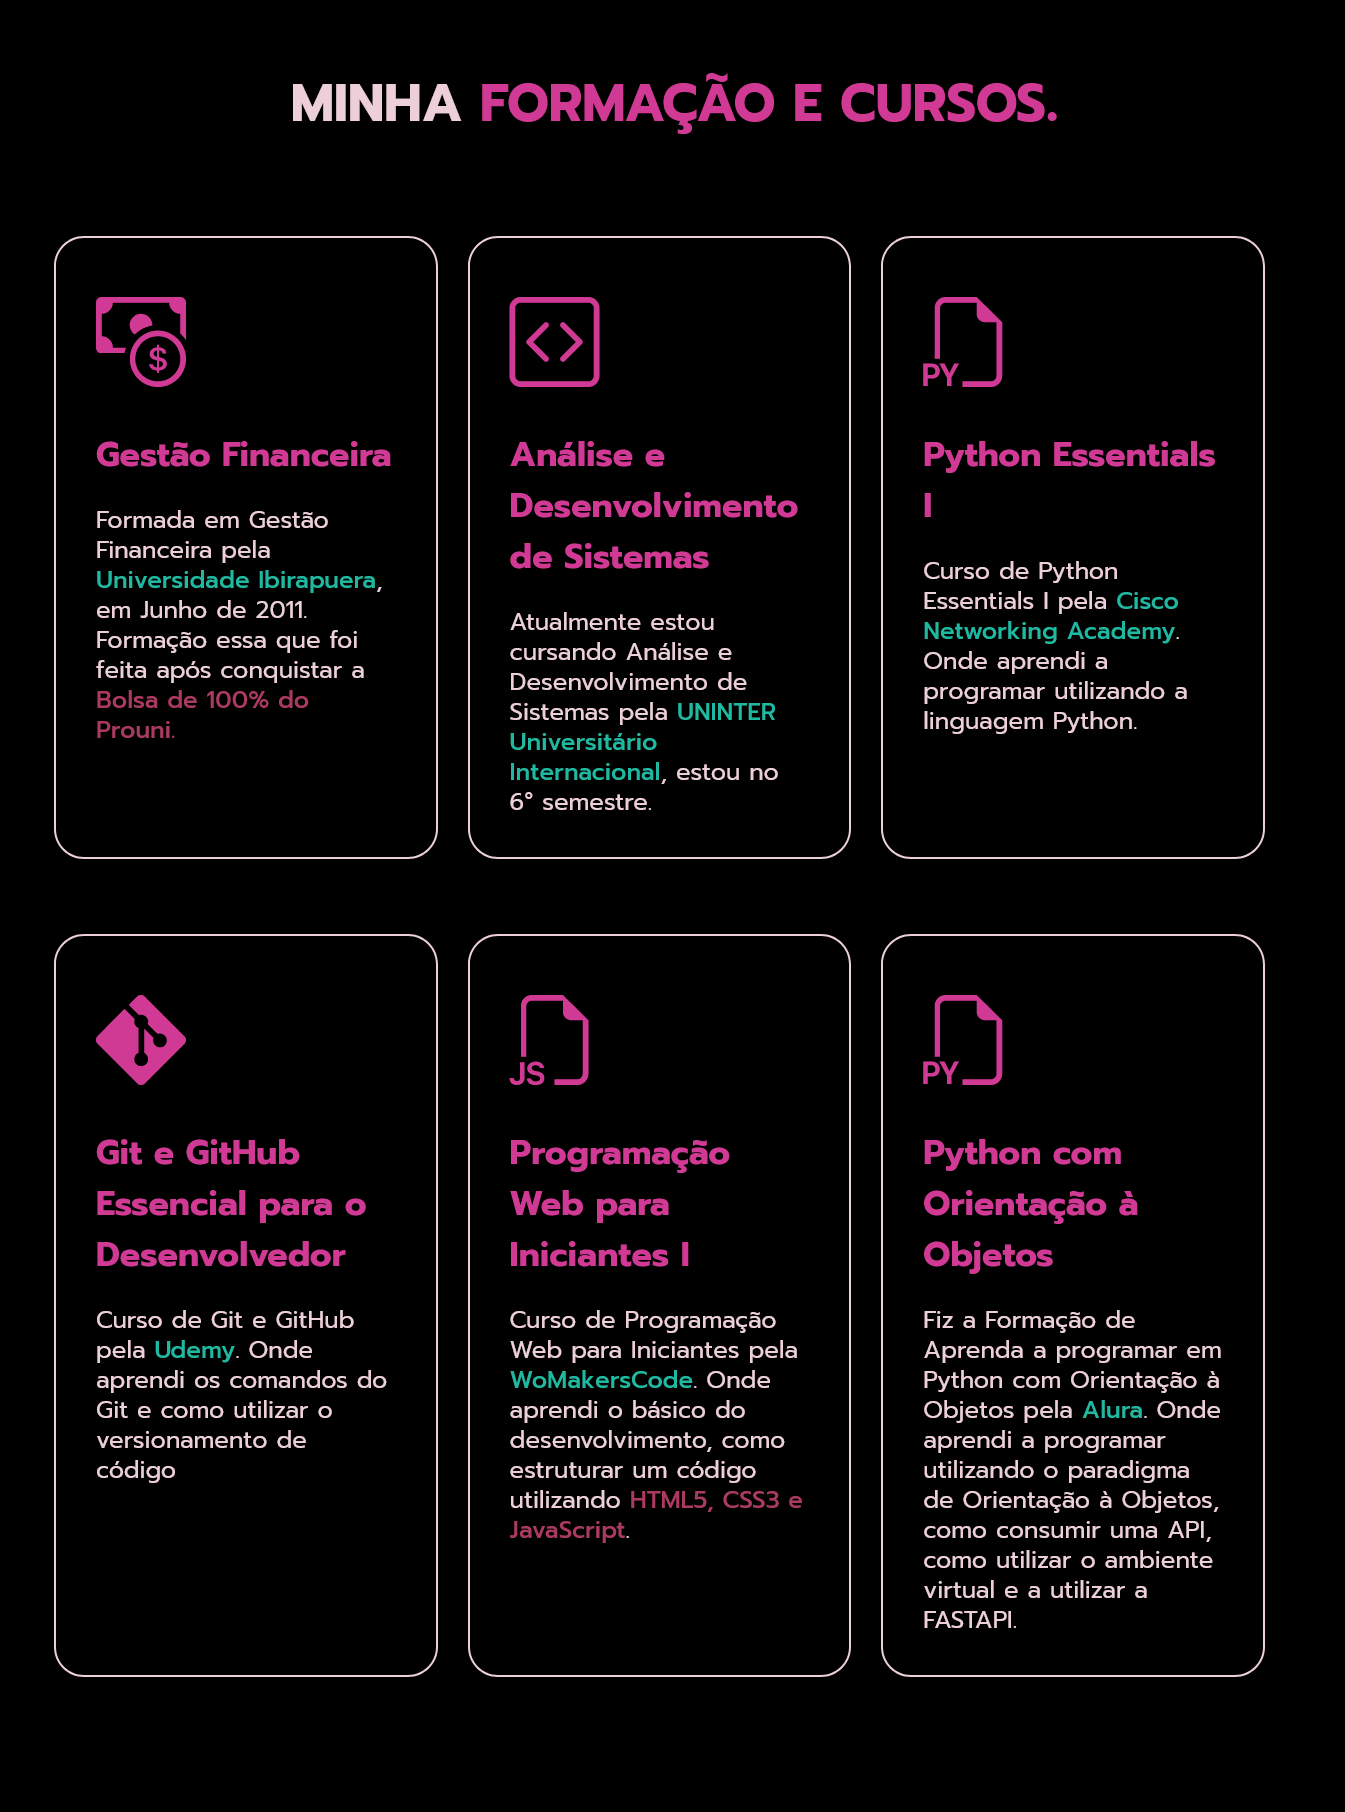 MINHA FORMAÇÃO E CURSOS.
$
Gestão Financeira
Formada em Gestão
Financeira pela
Universidade Ibirapuera,
em Junho de 2011.
Formação essa que foi
feita após conquistar a
Bolsa de 100% do
Prouni.
Análise e
Desenvolvimento
de Sistemas
Atualmente estou
cursando Análise e
Desenvolvimento de
Sistemas pela UNINTER
Universitário
Internacional, estou no
6° semestre.
PY
Python Essentials
I
Curso de Python
Essentials I pela Cisco
Networking Academy.
Onde aprendi a
programar utilizando a
linguagem Python.
Git e GitHub
Essencial para o
Desenvolvedor
Curso de Git e GitHub
pela Udemy. Onde
aprendi os comandos do
Git e como utilizar o
versionamento de
código
JS
Programação
Web para
Iniciantes I
Curso de Programação
Web para Iniciantes pela
WoMakersCode. Onde
aprendi o básico do
desenvolvimento, como
estruturar um código
utilizando HTML5, CSS3 e
JavaScript.
PY
Python com
Orientação à
Objetos
Fiz a Formação de
Aprenda a programar em
Python com Orientação à
Objetos pela Alura. Onde
aprendi a programar
utilizando o paradigma
de Orientação à Objetos,
como consumir uma API,
como utilizar o ambiente
virtual e a utilizar a
FASTAPI.